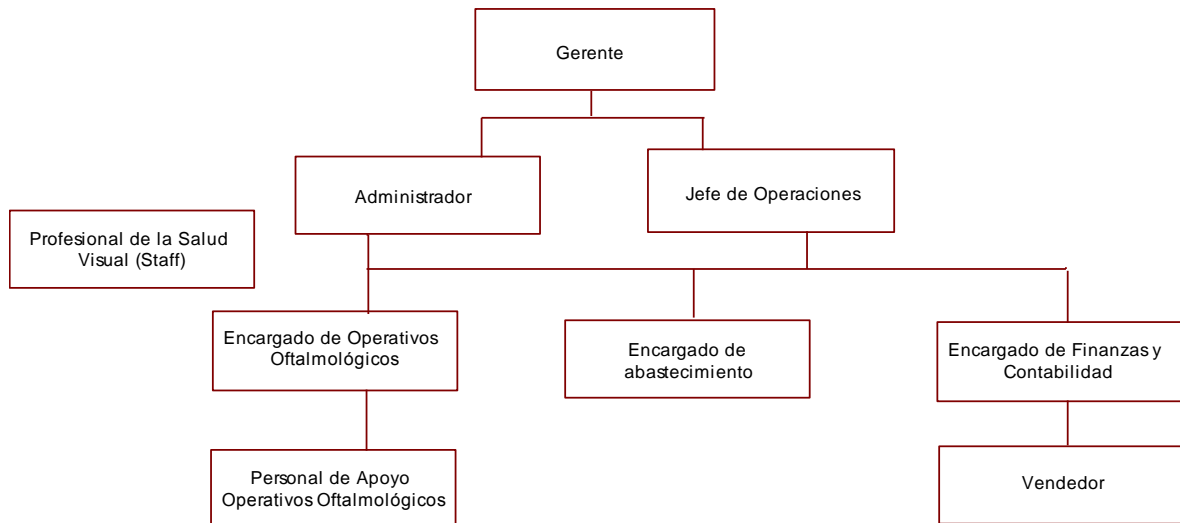 Gerente
Administrador
Jefe de Operaciones
Profesional de la Salud
Visual (Staff)
Encargado de Operativos
Oftalmológicos
Encargado de
abastecimiento
Encargado de Finanzas y
Contabilidad
Personal de Apoyo
Operativos Oftalmológicos
Vendedor